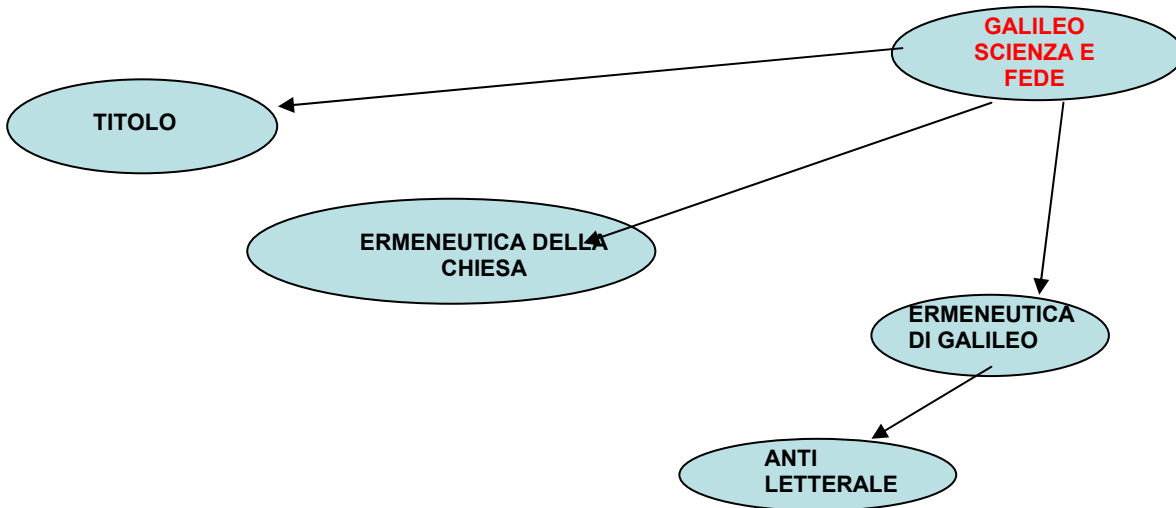 GALILEO
SCIENZA E
FEDE
TITOLO
ERMENEUTICA DELLA
CHIESA
ERMENEUTICA
DI GALILEO
ANTI
LETTERALE